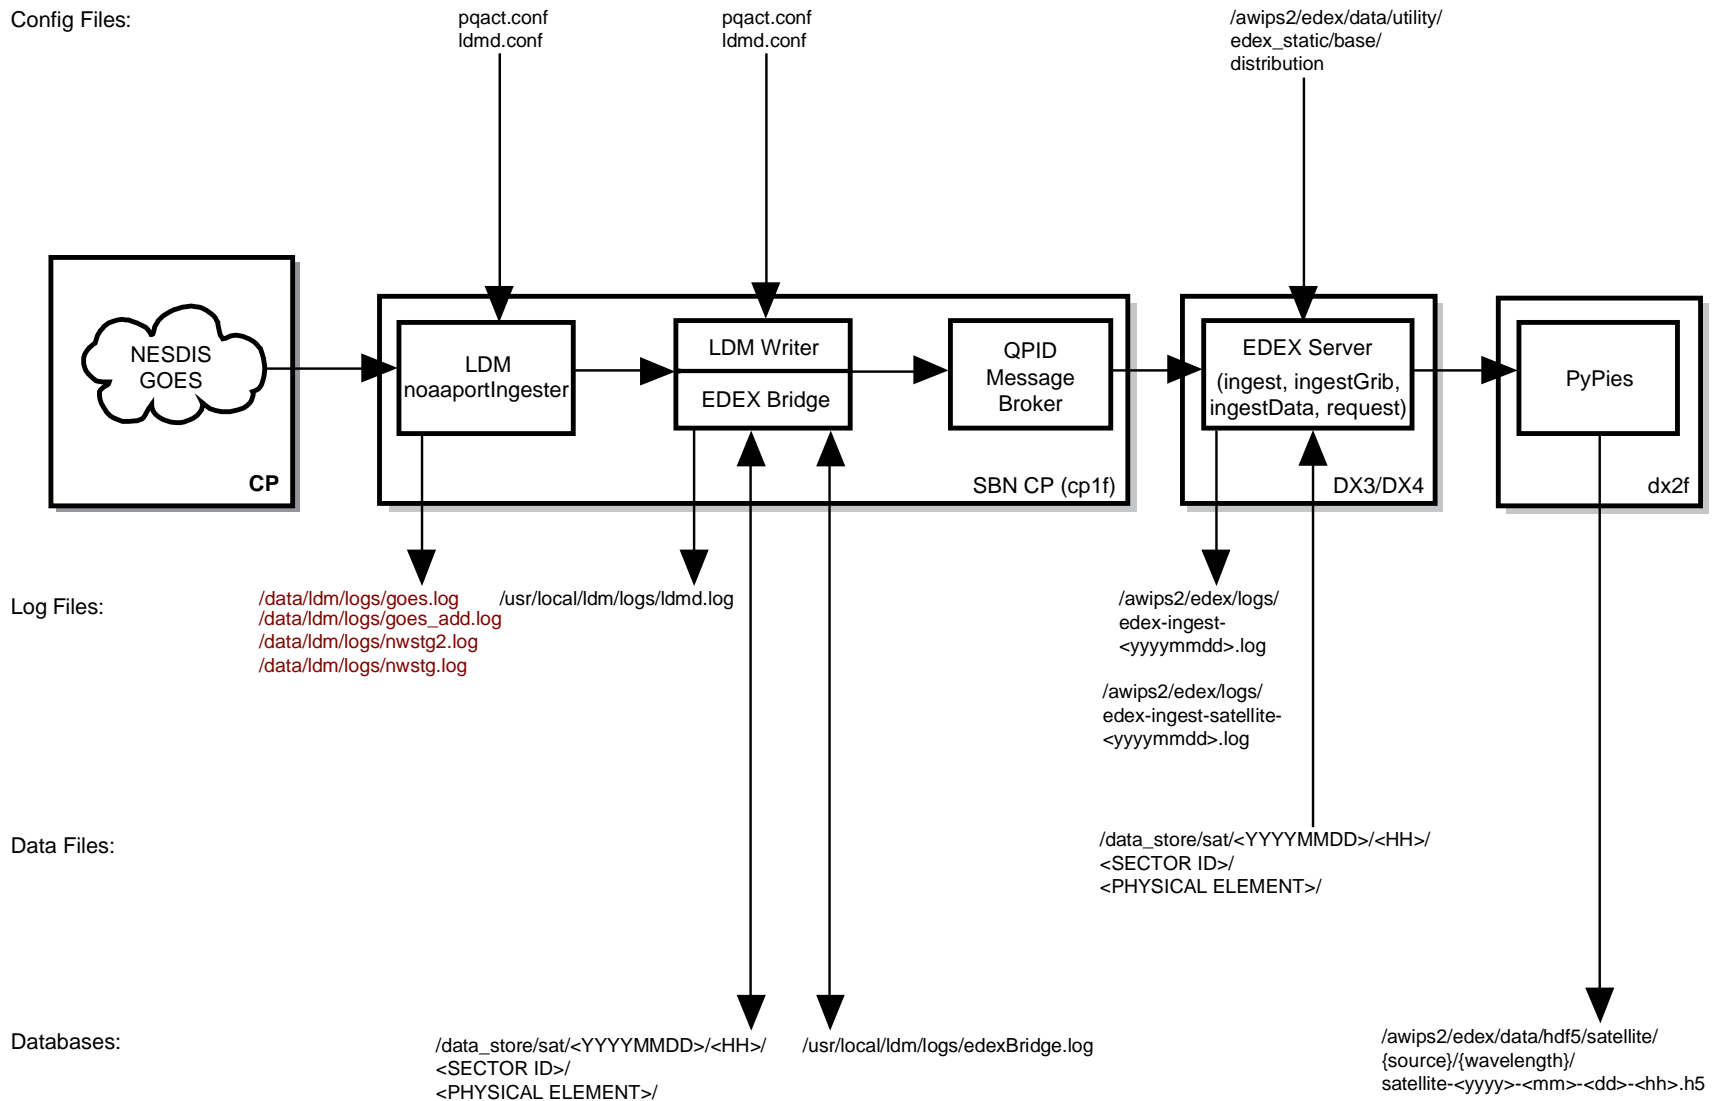 Config Files:
pqact.conf
ldmd.conf
pqact.conf
ldmd.conf
/awips2/edex/data/utility/
edex_static/base/
distribution
NESDIS
GOES
CP
LDM
noaaportIngester
LDM Writer
EDEX Bridge
QPID
Message
Broker
SBN CP (cp1f)
EDEX Server
(ingest, ingestGrib,
ingestData, request)
DX3/DX4
PyPies
dx2f
Log Files:
/data/ldm/logs/goes.log
/data/ldm/logs/goes_add.log
/data/ldm/logs/nwstg2.log
/data/ldm/logs/nwstg.log
/usr/local/ldm/logs/ldmd.log
/awips2/edex/logs/
edex-ingest-
<yyyymmdd>.log
/awips2/edex/logs/
edex-ingest-satellite-
<yyyymmdd>.log
Data Files:
/data_store/sat/<YYYYMMDD>/<HH>/
<SECTOR ID>/
<PHYSICAL ELEMENT>/
Databases:
/data_store/sat/<YYYYMMDD>/<HH>/
<SECTOR ID>/
<PHYSICAL ELEMENT>/
/usr/local/ldm/logs/edexBridge.log
/awips2/edex/data/hdf5/satellite/
{source}/{wavelength}/
satellite-<yyyy>-<mm>-<dd>-<hh>.h5